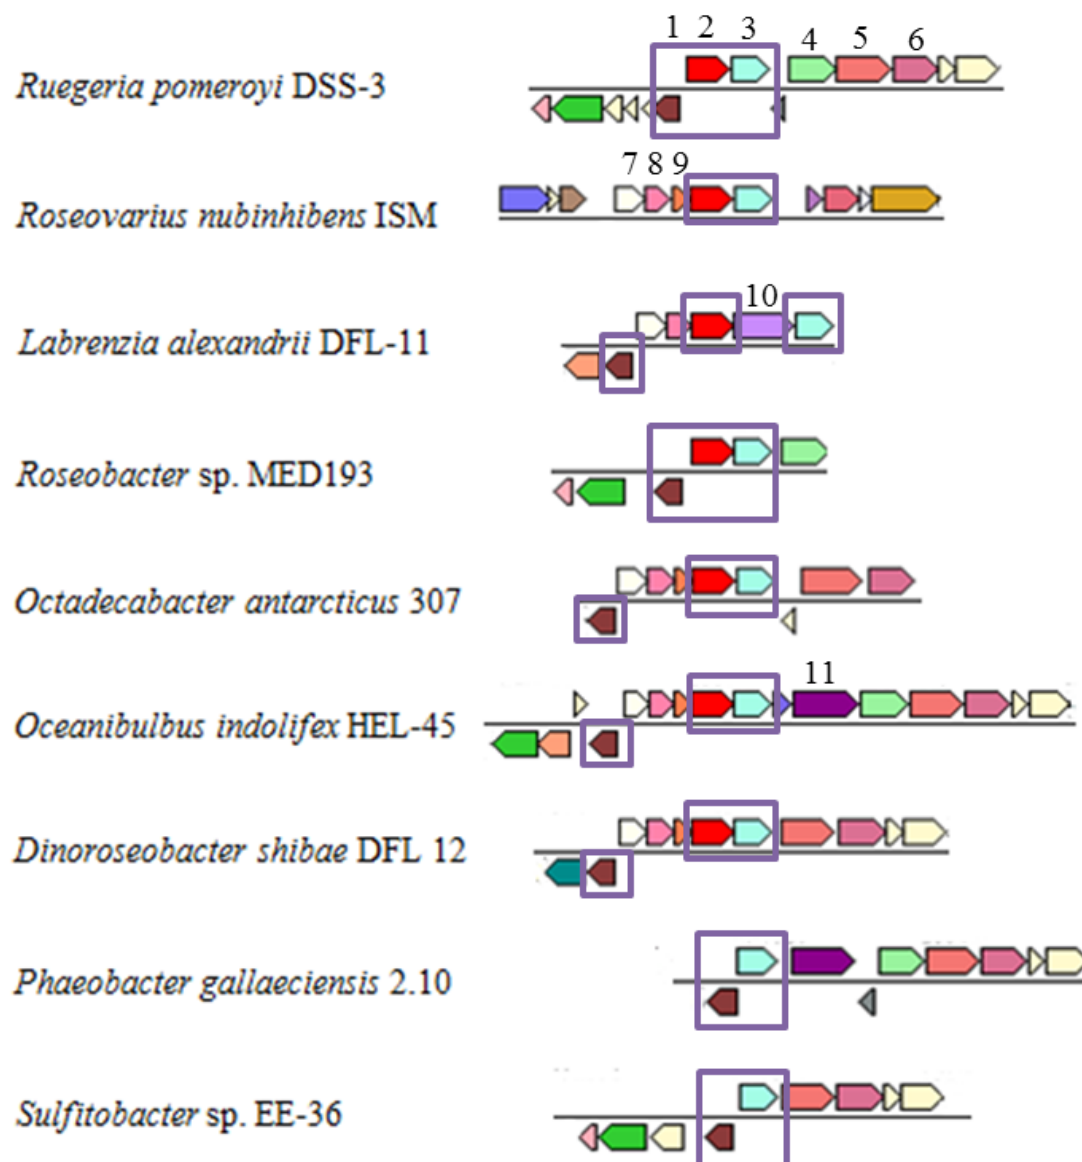 1 2 3
4 5 6
Ruegeria pomeroyi DSS-3
7 8 9
Roseovarius nubinhibens ISM
10
Labrenzia alexandrii DFL-11
Roseobacter sp. MED193
Octadecabacter antarcticus 307
11
Oceanibulbus indolifex HEL-45
Dinoroseobacter shibae DFL 12
Phaeobacter gallaeciensis 2.10
Sulfitobacter sp. EE-36